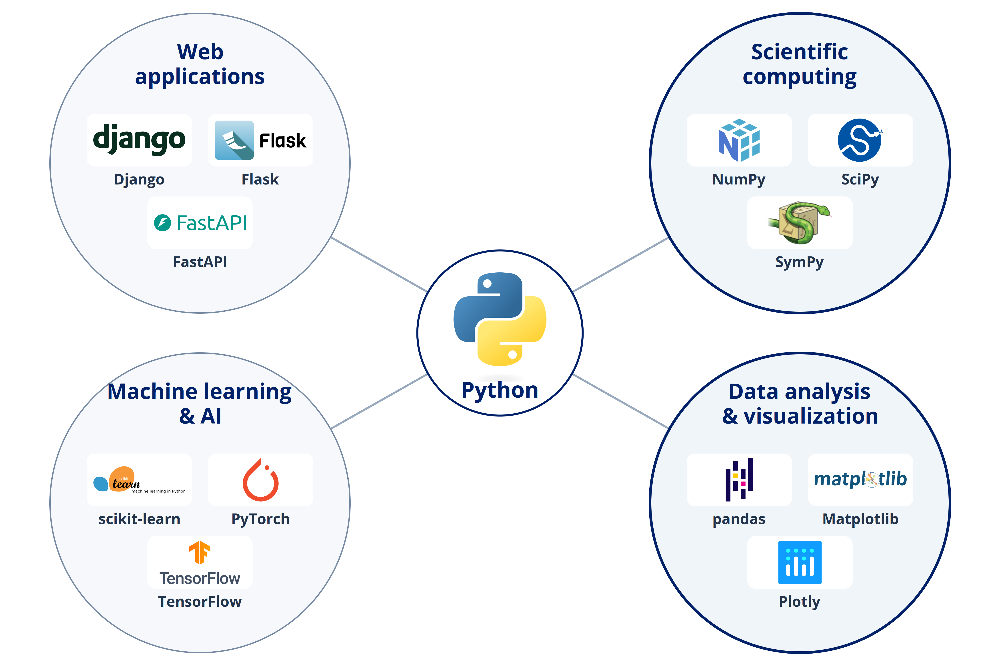 Web
applications
django
Flask
Django
Flask
FastAPI
FastAPI
Scientific
computing
N
S
NumPy
SciPy
SymPy
Python
Machine learning
& AI
scikit
learn
machine learning in Python
scikit-learn
PyTorch
TensorFlow
TensorFlow
Data analysis
& visualization
matplotlib
pandas
Matplotlib
Plotly